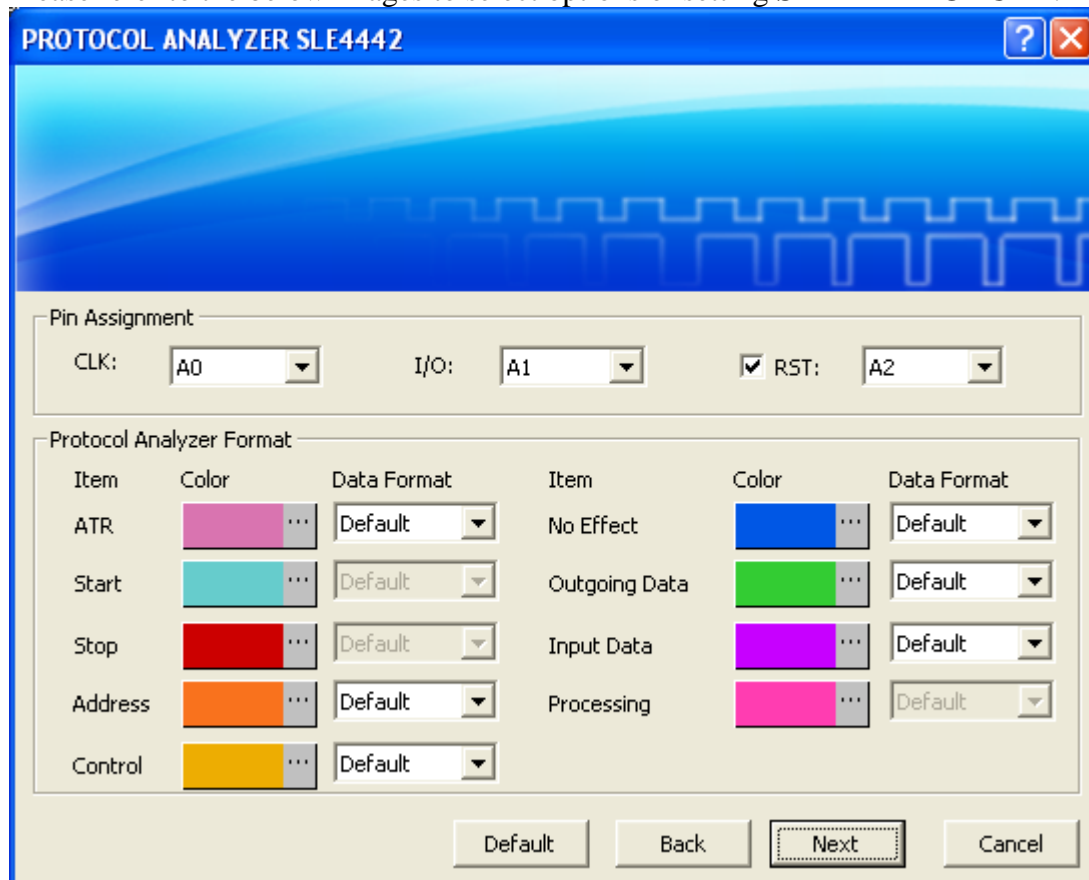 PROTOCOL ANALYZER SLE4442
Pin Assignment
CLK: A0 I/O: A1 RST: A2
Protocol Analyzer Format
Item Color Data Format Item Color Data Format
ATR ... Default No Effect ... Default
Start ... Default Outgoing Data ... Default
Stop ... Default Input Data ... Default
Address ... Default Processing ... Default
Control ... Default
Default Back Next Cancel